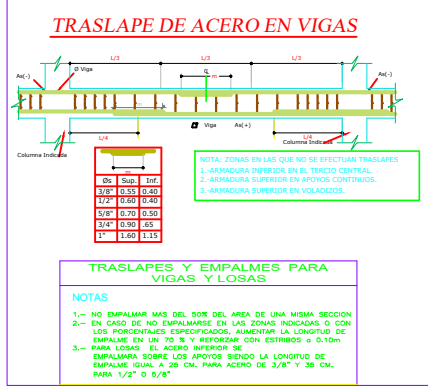 TRASLAPE DE ACERO EN VIGAS
L/3
L/3
L/3
Ø Viga
As(-)
m
As(-)
Viga
As(+)
L/4
L/4
Columna Indicada
Columna Indicada
m
Øs Sup. Inf.
3/8" 0.55 0.40
1/2" 0.60 0.40
5/8" 0.70 0.50
3/4" 0.90 .65
1" 1.60 1.15
NOTA: ZONAS EN LAS QUE NO SE EFECTUAN TRASLAPES
1.-ARMADURA INFERIOR EN EL TERCIO CENTRAL.
2.-ARMADURA SUPERIOR EN APOYOS CONTINUOS.
3.-ARMADURA SUPERIOR EN VOLADIZOS.
TRASLAPES Y EMPALMES PARA
VIGAS Y LOSAS
NOTAS
1.- NO EMPALMAR MAS DEL 50% DEL AREA DE UNA MISMA SECCION
2.- EN CASO DE NO EMPALMARSE EN LAS ZONAS INDICADAS O CON
LOS PORCENTAJES ESPECIFICADOS, AUMENTAR LA LONGITUD DE
EMPALME EN UN 70 % Y REFORZAR CON ESTRIBOS a 0.10m
3.- PARA LOSAS EL ACERO INFERIOR SE
EMPALMARA SOBRE LOS APOYOS SIENDO LA LONGITUD DE
EMPALME IGUAL A 28 CM. PARA ACERO DE 3/8" Y 38 CM.
PARA 1/2" O 5/8"